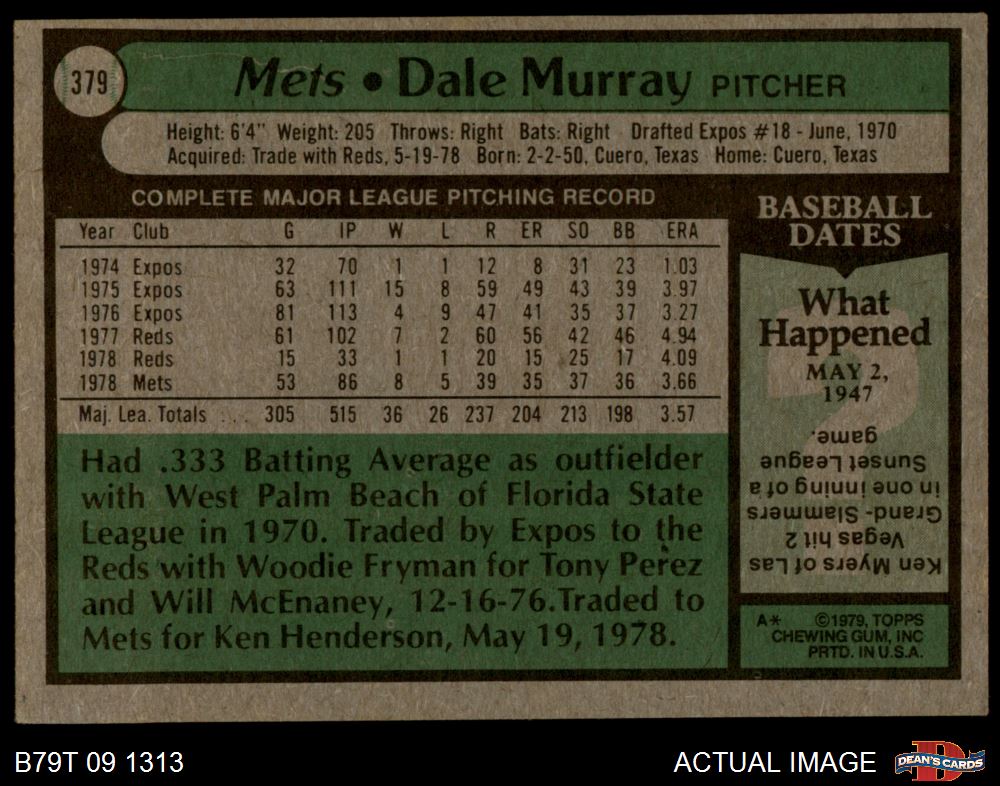 379
Mets • Dale Murray PITCHER
Height: 6'4" Weight: 205 Throws: Right Bats: Right Drafted Expos #18 - June, 1970
Acquired: Trade with Reds, 5-19-78 Born: 2-2-50, Cuero, Texas Home: Cuero, Texas
COMPLETE MAJOR LEAGUE PITCHING RECORD
Year Club G IP W L R ER SO BB ERA
1974 Expos 32 70 1 1 12 8 31 23 1.03
1975 Expos 63 111 15 8 59 49 43 39 3.97
1976 Expos 81 113 4 9 47 41 35 37 3.27
1977 Reds 61 102 7 2 60 56 42 46 4.94
1978 Reds 15 33 1 1 20 15 25 17 4.09
1978 Mets 53 86 8 5 39 35 37 36 3.66
Maj. Lea. Totals . . . 305 515 36 26 237 204 213 198 3.57
Had .333 Batting Average as outfielder
with West Palm Beach of Florida State
League in 1970. Traded by Expos to the
Reds with Woodie Fryman for Tony Perez
and Will McEnaney, 12-16-76.Traded to
Mets for Ken Henderson, May 19, 1978.
BASEBALL
DATES
What
Happened
MAY 2,
1947
Ken Myers of Las
Vegas hit 2
Grand-Slammers
in one inning of a
Sunset League
game.
A* ©1979, TOPPS
CHEWING GUM, INC
PRTD. IN U.S.A.
B79T 09 1313
ACTUAL IMAGE
DEAN'S CARDS